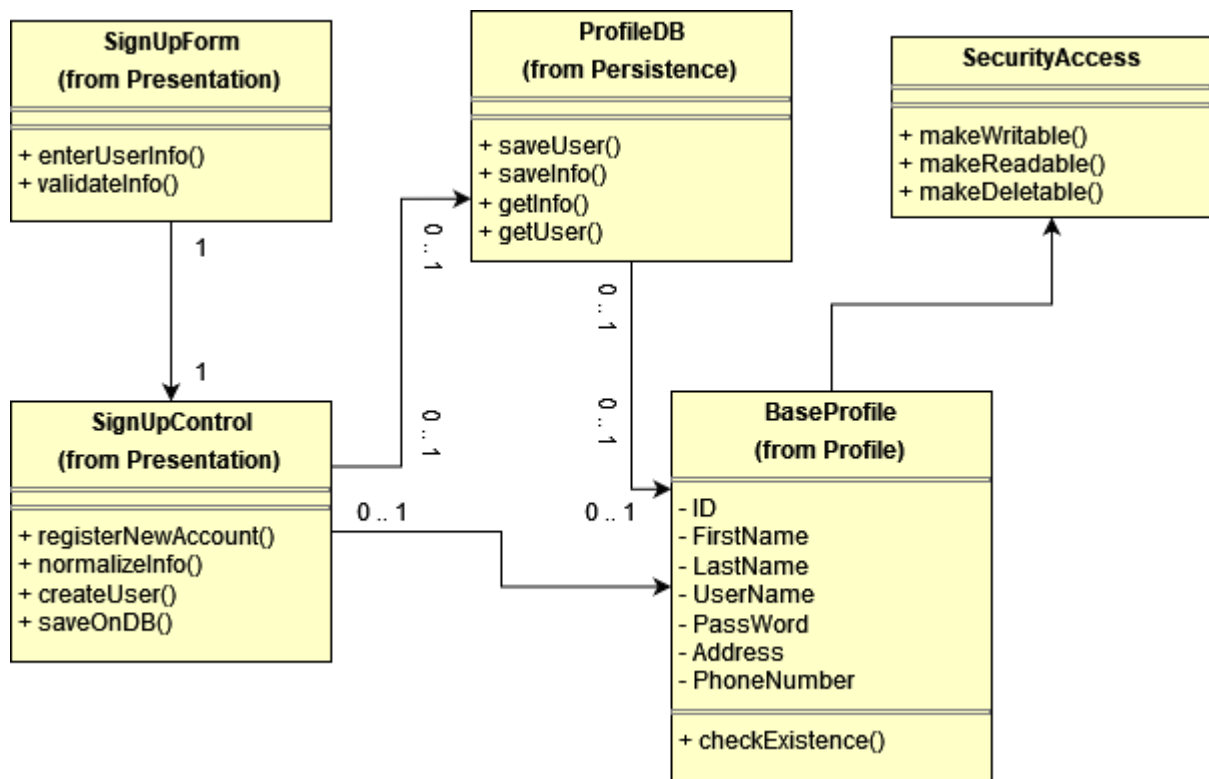 SignUpForm
(from Presentation)
+ enterUserInfo()
+ validateInfo()
1
1
ProfileDB
(from Persistence)
+ saveUser()
+ saveInfo()
+ getInfo()
+ getUser()
SecurityAccess
+ makeWritable()
+ makeReadable()
+ makeDeletable()
0 .. 1
0 .. 1
0 .. 1
0 .. 1
SignUpControl
(from Presentation)
+ registerNewAccount()
+ normalizeInfo()
+ createUser()
+ saveOnDB()
0 .. 1
0 .. 1
BaseProfile
(from Profile)
- ID
- FirstName
- LastName
- UserName
- PassWord
- Address
- PhoneNumber
+ checkExistence()